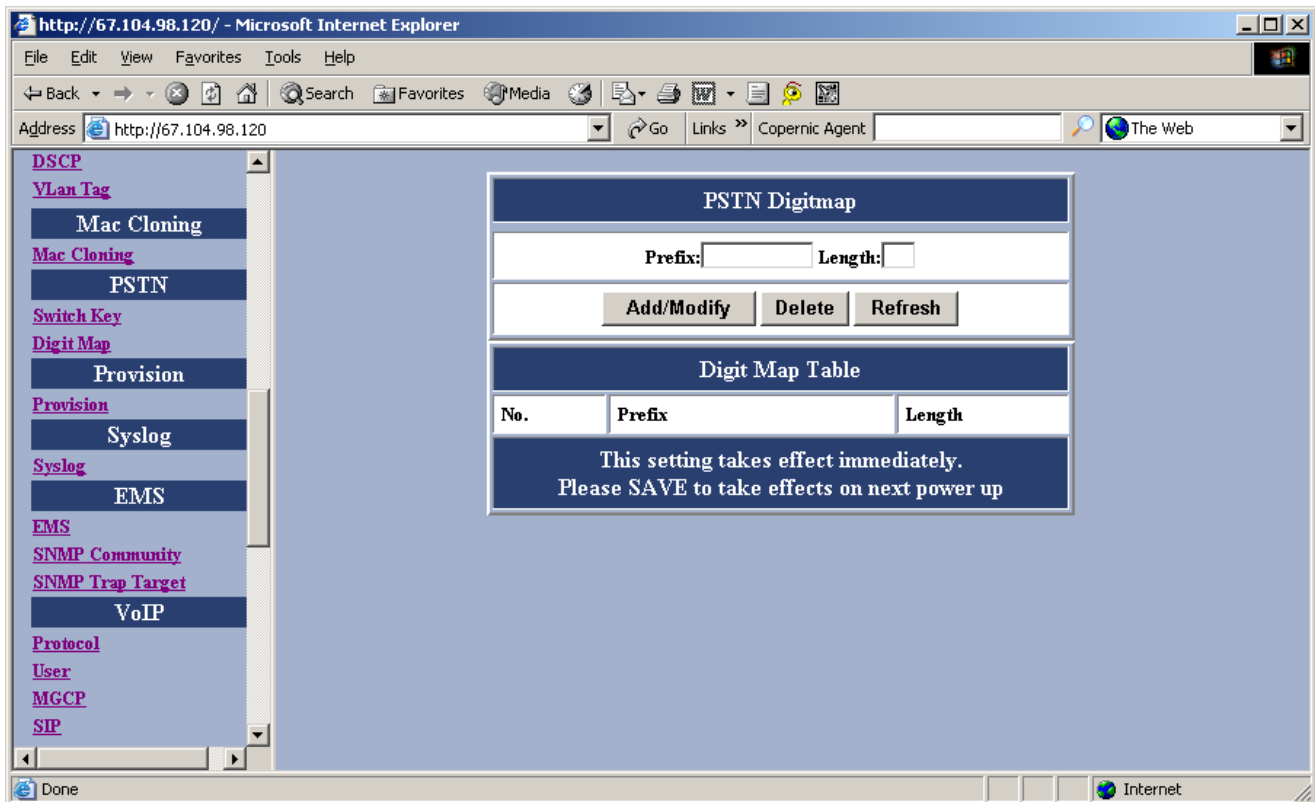 http://67.104.98.120/ - Microsoft Internet Explorer
File Edit View Favorites Tools Help
Back Search Favorites Media
Address http://67.104.98.120 Go Links » Copernic Agent The Web
DSCP
VLan Tag
Mac Cloning
Mac Cloning
PSTN
Switch Key
Digit Map
Provision
Provision
Syslog
Syslog
EMS
EMS
SNMP Community
SNMP Trap Target
VoIP
Protocol
User
MGCP
SIP
PSTN Digitmap
Prefix: Length:
Add/Modify Delete Refresh
Digit Map Table
No. Prefix Length
This setting takes effect immediately.
Please SAVE to take effects on next power up
Done Internet